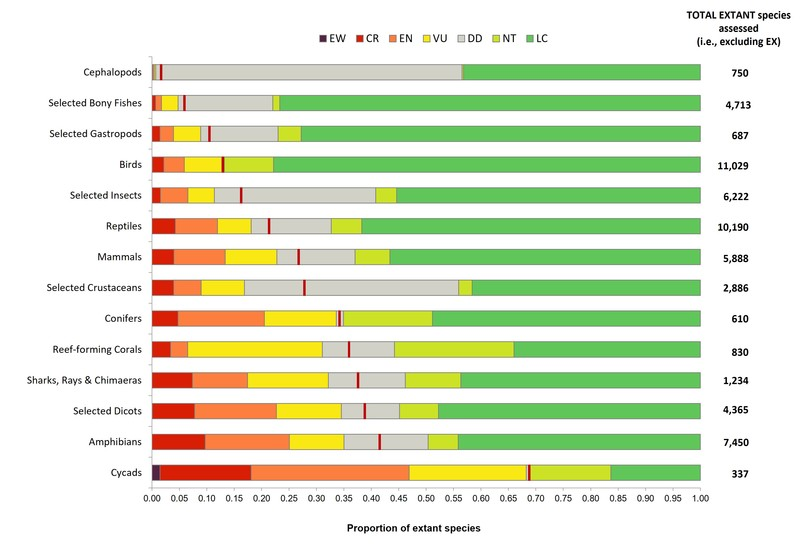 TOTAL EXTANT species
assessed
(i.e., excluding EX)
EW CR EN VU DD NT LC
Cephalopods 750
Selected Bony Fishes 4,713
Selected Gastropods 687
Birds 11,029
Selected Insects 6,222
Reptiles 10,190
Mammals 5,888
Selected Crustaceans 2,886
Conifers 610
Reef-forming Corals 830
Sharks, Rays & Chimaeras 1,234
Selected Dicots 4,365
Amphibians 7,450
Cycads 337
0.00 0.05 0.10 0.15 0.20 0.25 0.30 0.35 0.40 0.45 0.50 0.55 0.60 0.65 0.70 0.75 0.80 0.85 0.90 0.95 1.00
Proportion of extant species